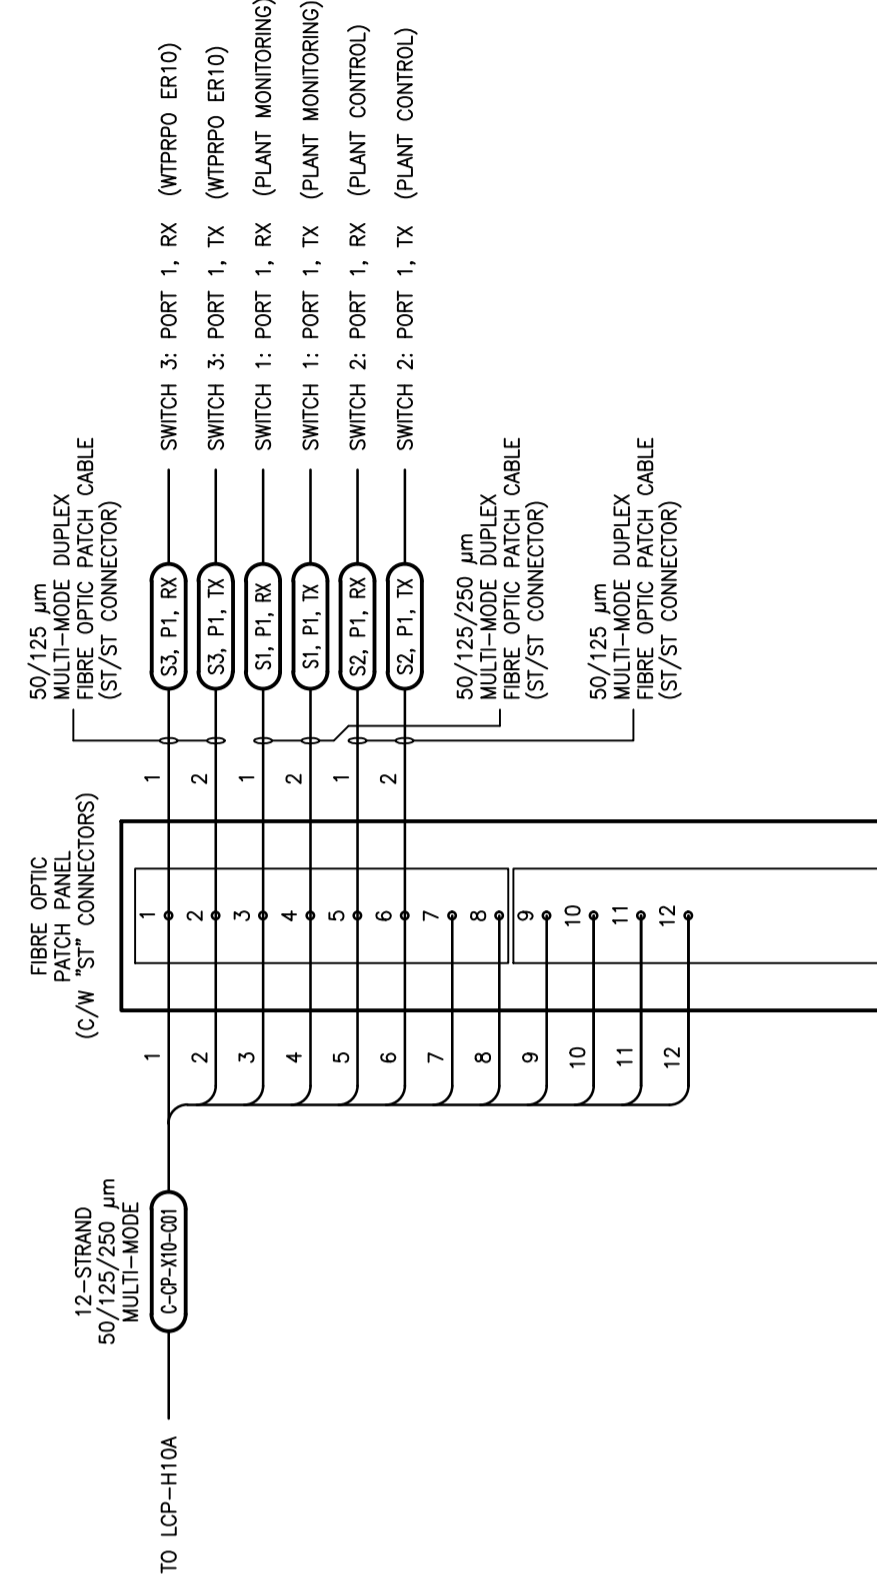 TO LCP-H10A
12-STRAND
50/125/250 µm
MULTI-MODE
C-CP-X10-C01
1
2
3
4
5
6
7
8
9
10
11
12
FIBRE OPTIC
PATCH PANEL
(C/W "ST" CONNECTORS)
1
2
3
4
5
6
7
8
9
10
11
12
1
2
1
2
1
2
50/125 µm
MULTI-MODE DUPLEX
FIBRE OPTIC PATCH CABLE
(ST/ST CONNECTOR)
S3, P1, RX
S3, P1, TX
S1, P1, RX
S1, P1, TX
S2, P1, RX
S2, P1, TX
50/125/250 µm
MULTI-MODE DUPLEX
FIBRE OPTIC PATCH CABLE
(ST/ST CONNECTOR)
50/125 µm
MULTI-MODE DUPLEX
FIBRE OPTIC PATCH CABLE
(ST/ST CONNECTOR)
SWITCH 3: PORT 1, RX (WTPRPO ER10)
SWITCH 3: PORT 1, TX (WTPRPO ER10)
SWITCH 1: PORT 1, RX (PLANT MONITORING)
SWITCH 1: PORT 1, TX (PLANT MONITORING)
SWITCH 2: PORT 1, RX (PLANT CONTROL)
SWITCH 2: PORT 1, TX (PLANT CONTROL)